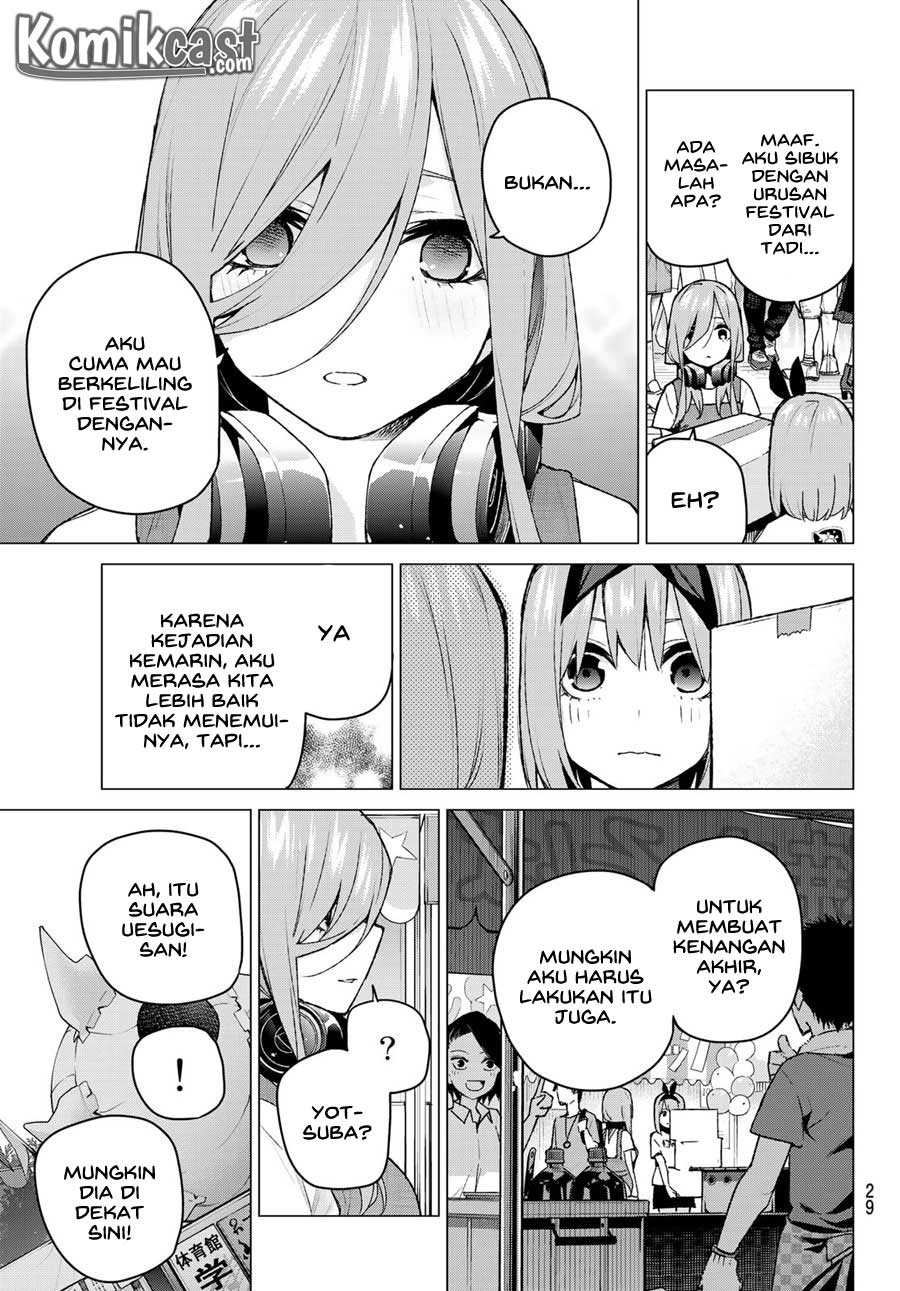 Komikcast
.com
MAAF.
AKU SIBUK
DENGAN
URUSAN
FESTIVAL
DARI
TADI...
ADA
MASA-
LAH
APA?
EH?
BUKAN...
AKU
CUMA MAU
BERKELILING
DI FESTIVAL
DENGAN-
NYA.
YA
KARENA
KEJADIAN
KEMARIN, AKU
MERASA KITA
LEBIH BAIK
TIDAK MENEMUI-
NYA, TAPI...
UNTUK
MEMBUAT
KENANGAN
AKHIR,
YA?
MUNGKIN
AKU HARUS
LAKUKAN ITU
JUGA.
?
YOT-
SUBA?
AH, ITU
SUARA
UESUGI-
SAN!
!
MUNGKIN
DIA DI
DEKAT
SINI!
体育館
学
29